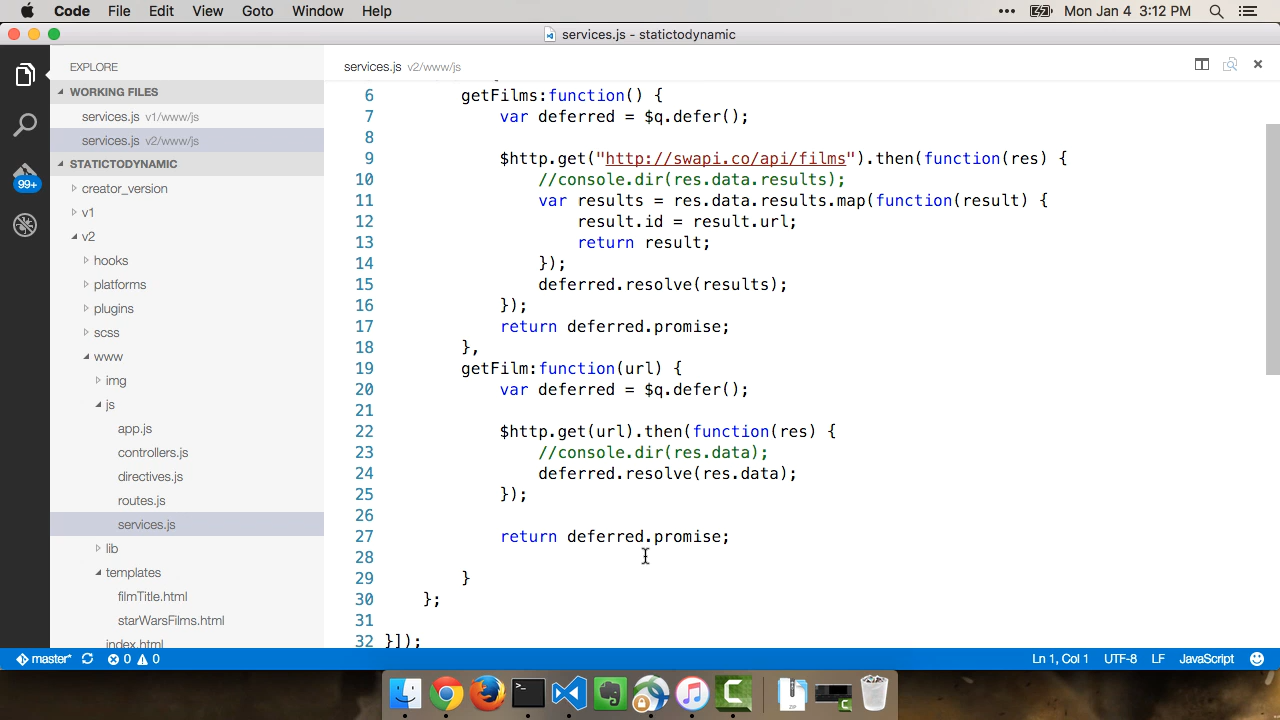 Code File Edit View Goto Window Help
Mon Jan 4 3:12 PM
services.js - statictodynamic
EXPLORE
WORKING FILES
services.js v1/www/js
services.js v2/www/js
STATICTODYNAMIC
creator_version
v1
v2
hooks
platforms
plugins
scss
www
img
js
app.js
controllers.js
directives.js
routes.js
services.js
lib
templates
filmTitle.html
starWarsFilms.html
index.html
99+
services.js v2/www/js
6 getFilms:function() {
7 var deferred = $q.defer();
8
9 $http.get("http://swapi.co/api/films").then(function(res) {
10 //console.dir(res.data.results);
11 var results = res.data.results.map(function(result) {
12 result.id = result.url;
13 return result;
14 });
15 deferred.resolve(results);
16 });
17 return deferred.promise;
18 },
19 getFilm:function(url) {
20 var deferred = $q.defer();
21
22 $http.get(url).then(function(res) {
23 //console.dir(res.data);
24 deferred.resolve(res.data);
25 });
26
27 return deferred.promise;
28
29 }
30 };
31
32 }]);
master* 0 0
Ln 1, Col 1 UTF-8 LF JavaScript
ZIP